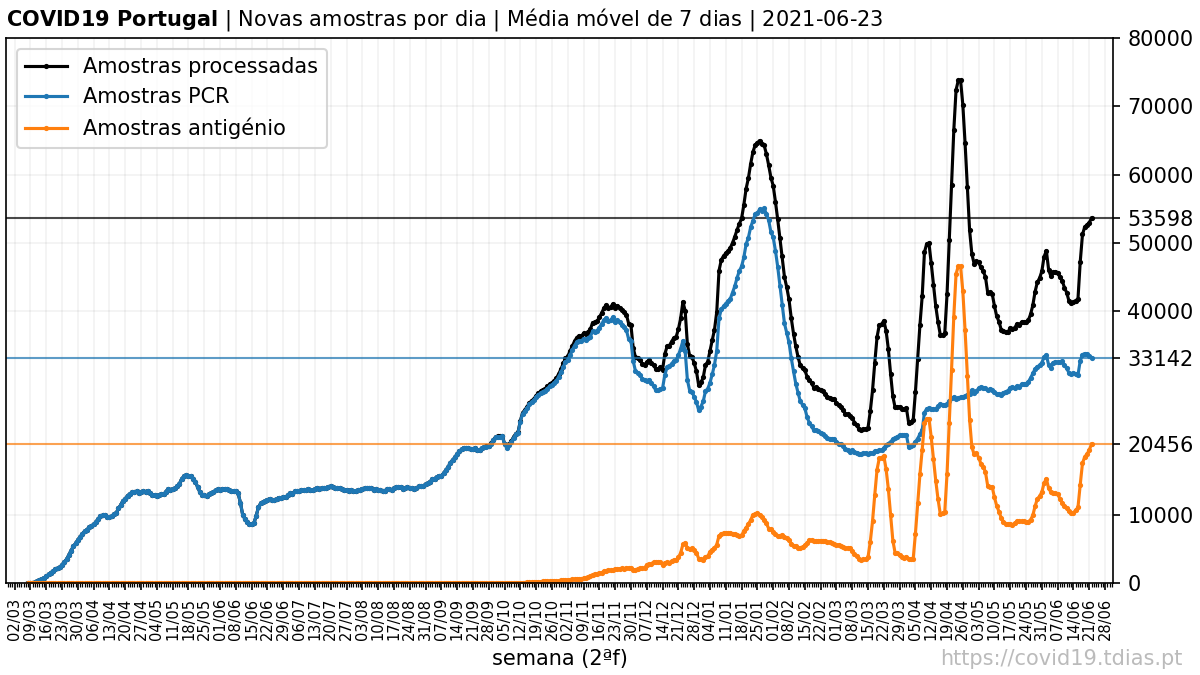 COVID19 Portugal | Novas amostras por dia | Média móvel de 7 dias | 2021-06-23
Amostras processadas
Amostras PCR
Amostras antigénio
80000
70000
60000
53598
50000
40000
33142
20456
10000
0
02/03 09/03 16/03 23/03 30/03 06/04 13/04 20/04 27/04 04/05 11/05 18/05 25/05 01/06 08/06 15/06 22/06 29/06 06/07 13/07 20/07 27/07 03/08 10/08 17/08 24/08 31/08 07/09 14/09 21/09 28/09 05/10 12/10 19/10 26/10 02/11 09/11 16/11 23/11 30/11 07/12 14/12 21/12 28/12 04/01 11/01 18/01 25/01 01/02 08/02 15/02 22/02 01/03 08/03 15/03 22/03 29/03 05/04 12/04 19/04 26/04 03/05 10/05 17/05 24/05 31/05 07/06 14/06 21/06 28/06
semana (2ªf)
https://covid19.tdias.pt